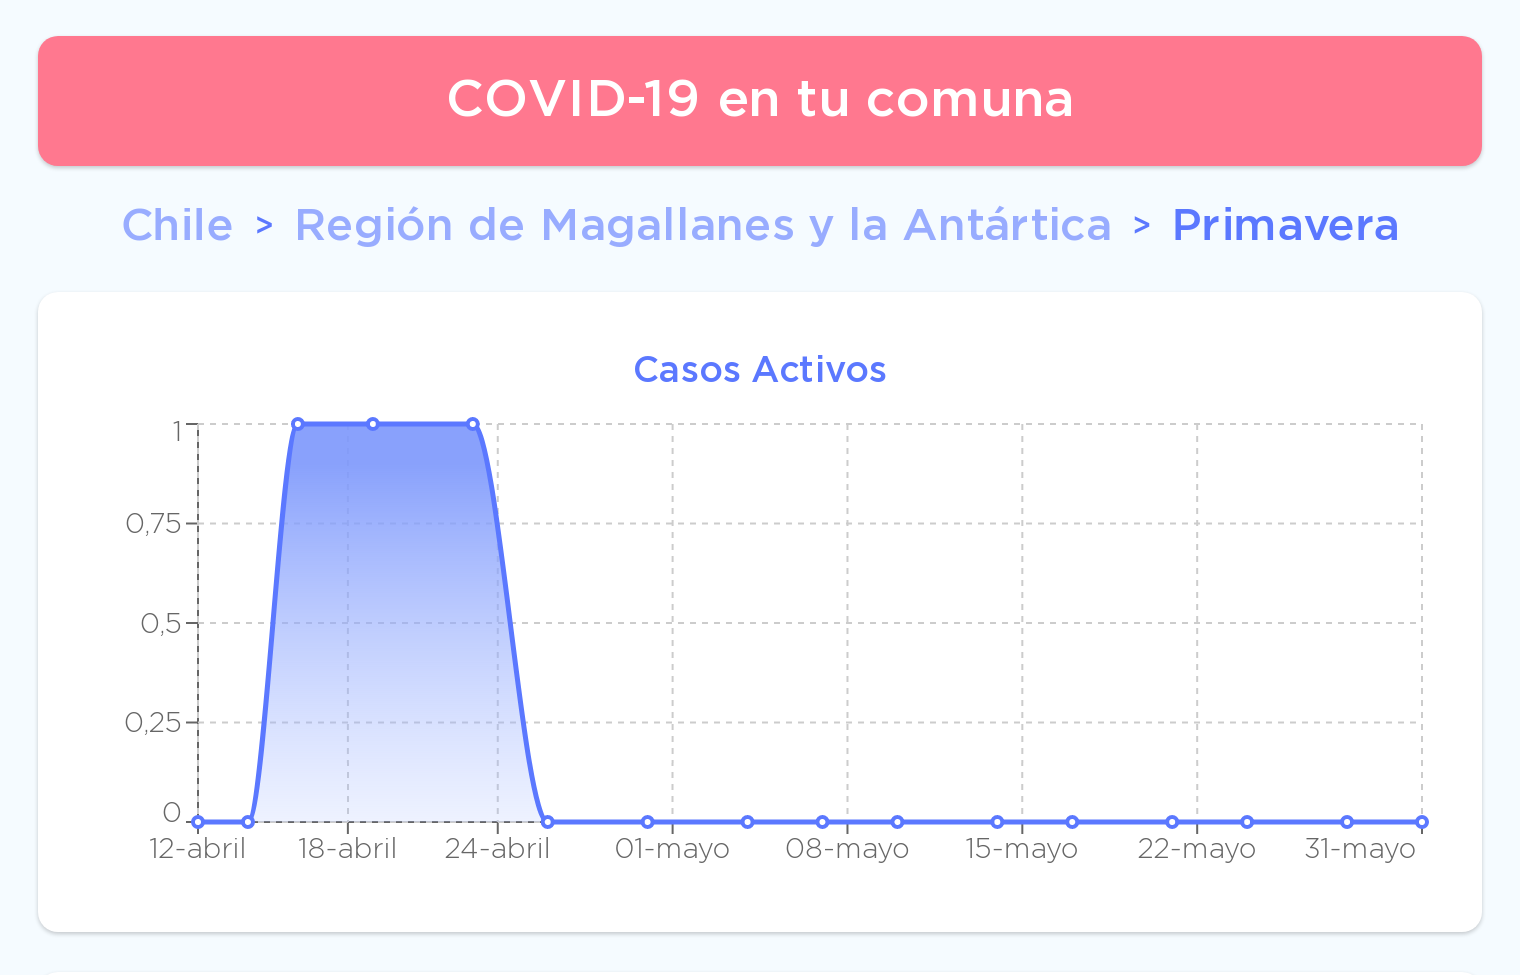 COVID-19 en tu comuna
Chile > Región de Magallanes y la Antártica > Primavera
Casos Activos
1
0,75
0,5
0,25
0
12-abril 18-abril 24-abril 01-mayo 08-mayo 15-mayo 22-mayo 31-mayo